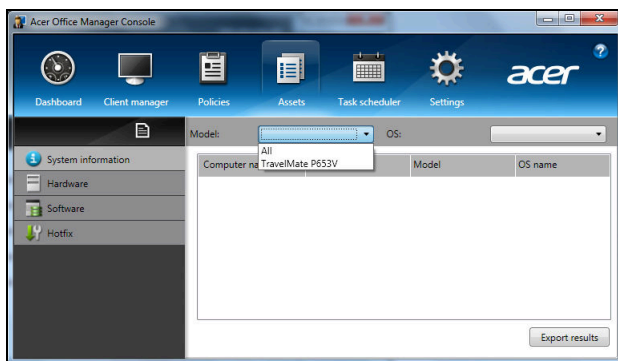 Acer Office Manager Console
?
acer
Dashboard Client manager Policies Assets Task scheduler Settings
Model: OS:
All
TravelMate P653V
System information
Hardware
Software
Hotfix
Computer na Model OS name
Export results